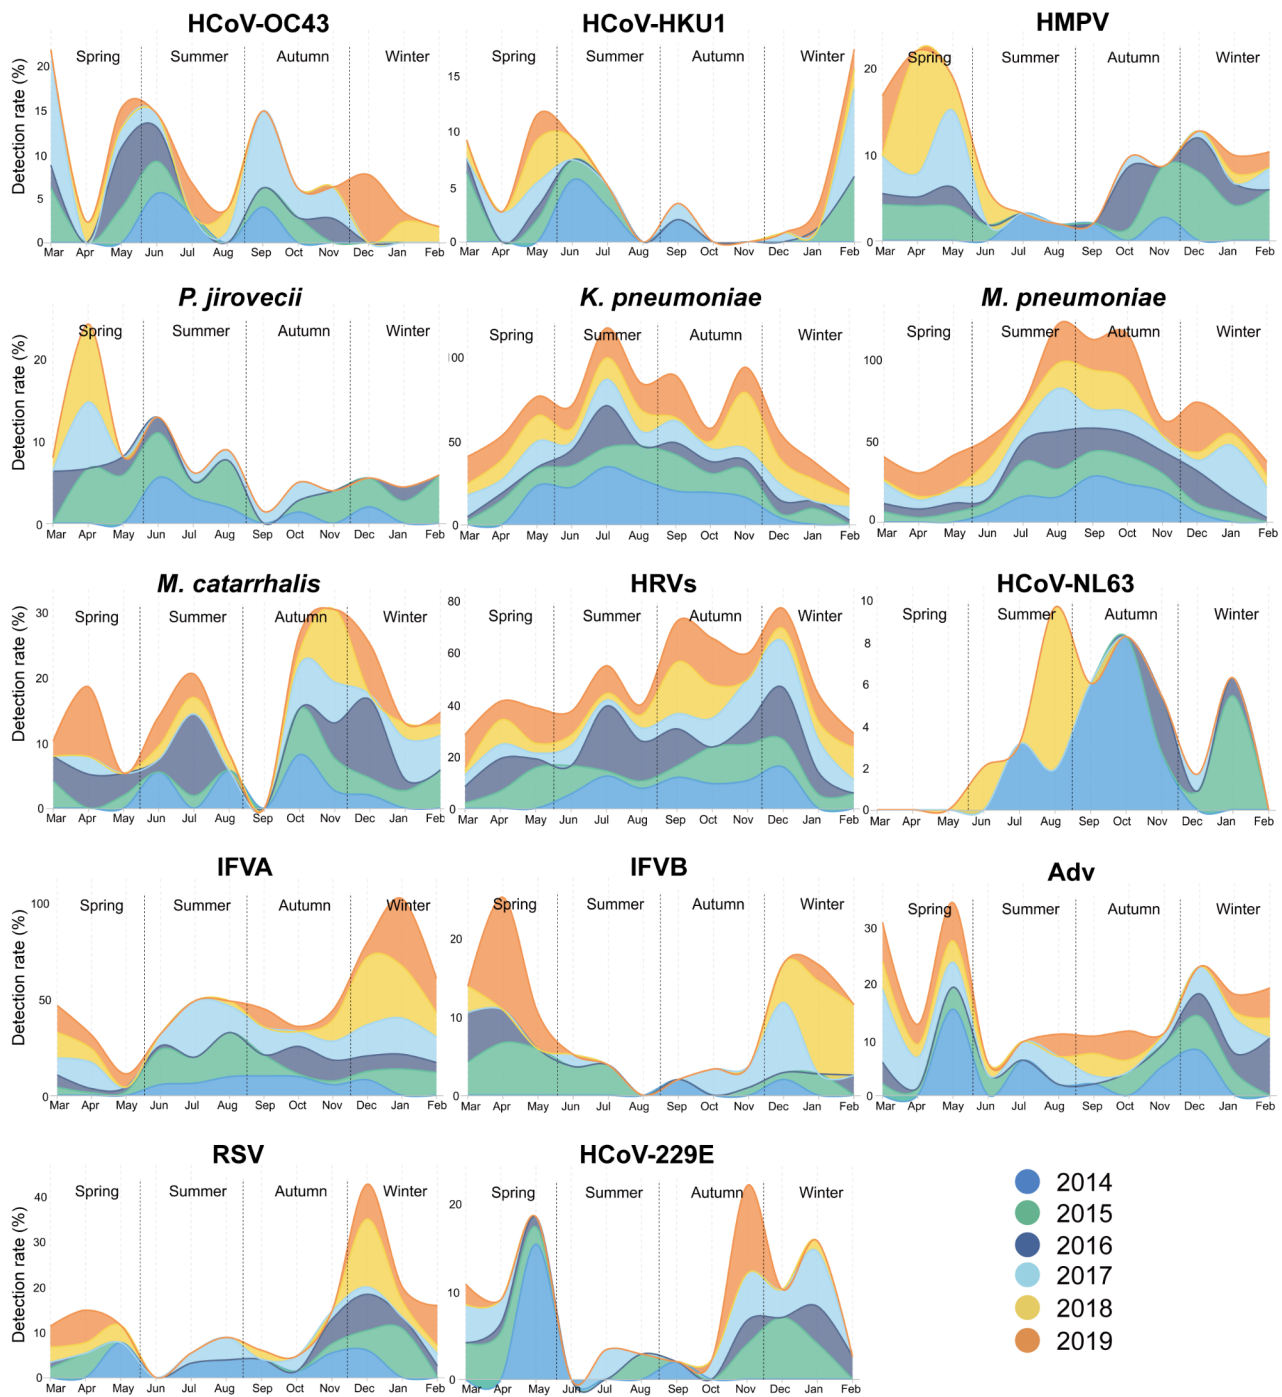 HCoV-OC43 HCoV-HKU1 HMPV
Detection rate (%)
20 15 10 5 0
Spring Summer Autumn Winter
Mar Apr May Jun Jul Aug Sep Oct Nov Dec Jan Feb
15 10 5 0
Spring Summer Autumn Winter
Mar Apr May Jun Jul Aug Sep Oct Nov Dec Jan Feb
20 10 0
Spring Summer Autumn Winter
Mar Apr May Jun Jul Aug Sep Oct Nov Dec Jan Feb
P. jirovecii K. pneumoniae M. pneumoniae
Detection rate (%)
20 10 0
Spring Summer Autumn Winter
Mar Apr May Jun Jul Aug Sep Oct Nov Dec Jan Feb
100 50 0
Spring Summer Autumn Winter
Mar Apr May Jun Jul Aug Sep Oct Nov Dec Jan Feb
100 50 0
Spring Summer Autumn Winter
Mar Apr May Jun Jul Aug Sep Oct Nov Dec Jan Feb
M. catarrhalis HRVs HCoV-NL63
Detection rate (%)
30 20 10 0
Spring Summer Autumn Winter
Mar Apr May Jun Jul Aug Sep Oct Nov Dec Jan Feb
80 60 40 20 0
Spring Summer Autumn Winter
Mar Apr May Jun Jul Aug Sep Oct Nov Dec Jan Feb
10 8 6 4 2 0
Spring Summer Autumn Winter
Mar Apr May Jun Jul Aug Sep Oct Nov Dec Jan Feb
IFVA IFVB Adv
Detection rate (%)
100 50 0
Spring Summer Autumn Winter
Mar Apr May Jun Jul Aug Sep Oct Nov Dec Jan Feb
20 10 0
Spring Summer Autumn Winter
Mar Apr May Jun Jul Aug Sep Oct Nov Dec Jan Feb
30 20 10 0
Spring Summer Autumn Winter
Mar Apr May Jun Jul Aug Sep Oct Nov Dec Jan Feb
RSV HCoV-229E
Detection rate (%)
40 30 20 10 0
Spring Summer Autumn Winter
Mar Apr May Jun Jul Aug Sep Oct Nov Dec Jan Feb
20 10 0
Spring Summer Autumn Winter
Mar Apr May Jun Jul Aug Sep Oct Nov Dec Jan Feb
2014
2015
2016
2017
2018
2019